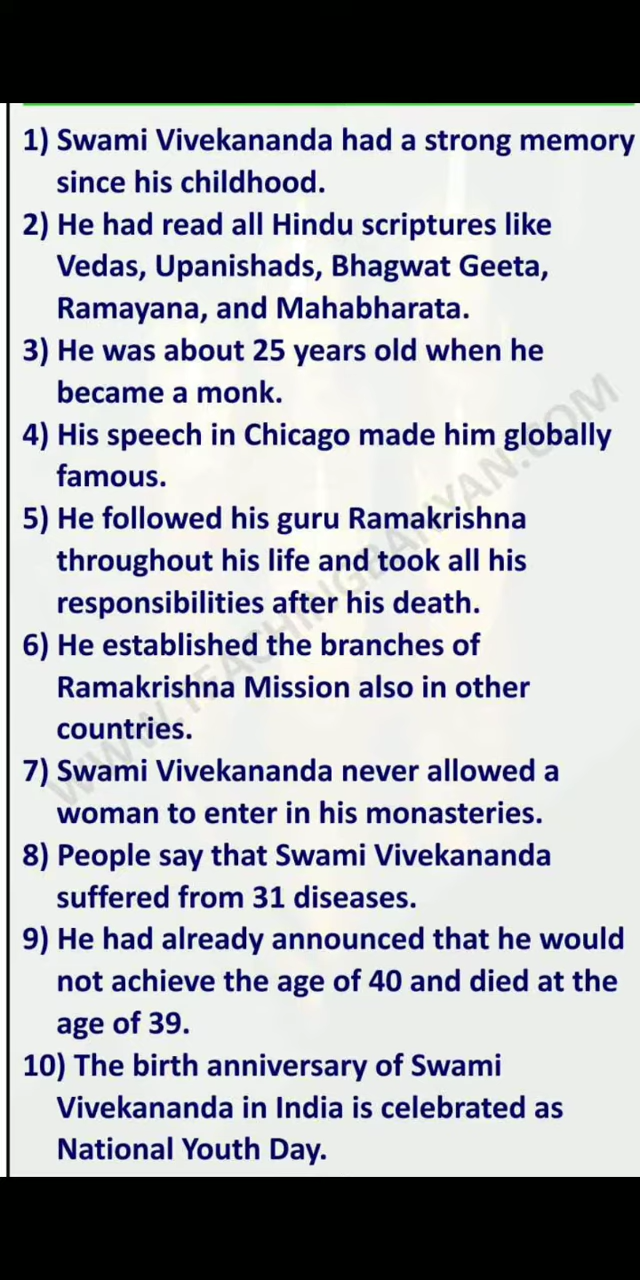 1) Swami Vivekananda had a strong memory
since his childhood.
2) He had read all Hindu scriptures like
Vedas, Upanishads, Bhagwat Geeta,
Ramayana, and Mahabharata.
3) He was about 25 years old when he
became a monk.
4) His speech in Chicago made him globally
famous.
5) He followed his guru Ramakrishna
throughout his life and took all his
responsibilities after his death.
6) He established the branches of
Ramakrishna Mission also in other
countries.
7) Swami Vivekananda never allowed a
woman to enter in his monasteries.
8) People say that Swami Vivekananda
suffered from 31 diseases.
9) He had already announced that he would
not achieve the age of 40 and died at the
age of 39.
10) The birth anniversary of Swami
Vivekananda in India is celebrated as
National Youth Day.
WWW.TEACHINGBANYAN.COM